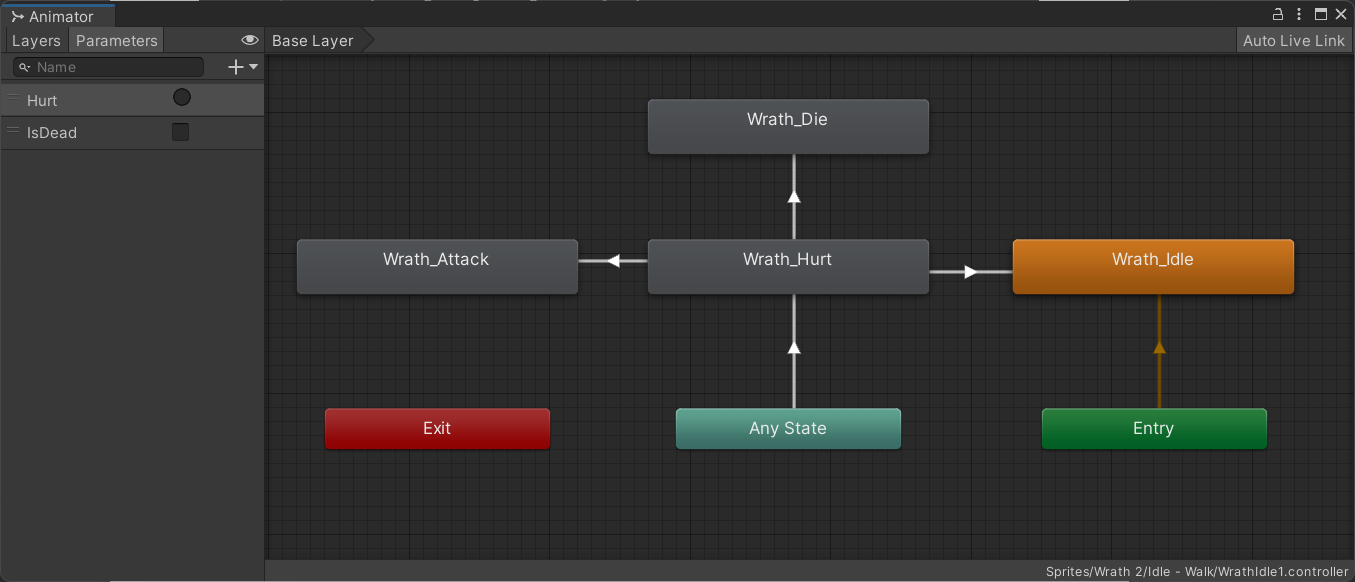 Animator
Layers Parameters Base Layer Auto Live Link
Name
Hurt
IsDead
Wrath_Die
Wrath_Attack Wrath_Hurt Wrath_Idle
Exit Any State Entry
Sprites/Wrath 2/Idle - Walk/WrathIdle1.controller